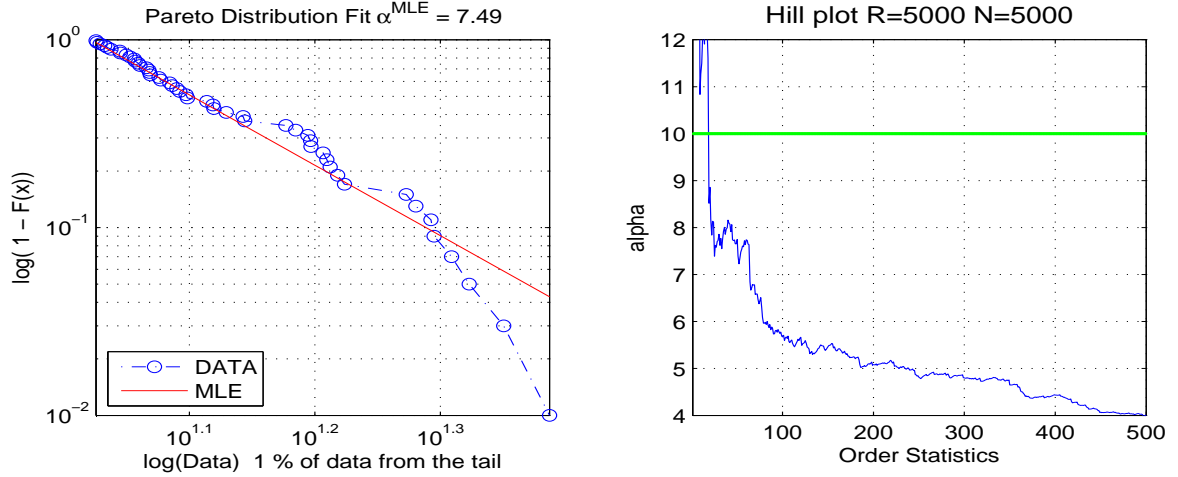 Pareto Distribution Fit α^MLE = 7.49
log( 1 − F(x))
10^0
10^−1
10^−2
DATA
MLE
10^1.1 10^1.2 10^1.3
log(Data) 1 % of data from the tail
Hill plot R=5000 N=5000
alpha
12
11
10
9
8
7
6
5
4
100 200 300 400 500
Order Statistics